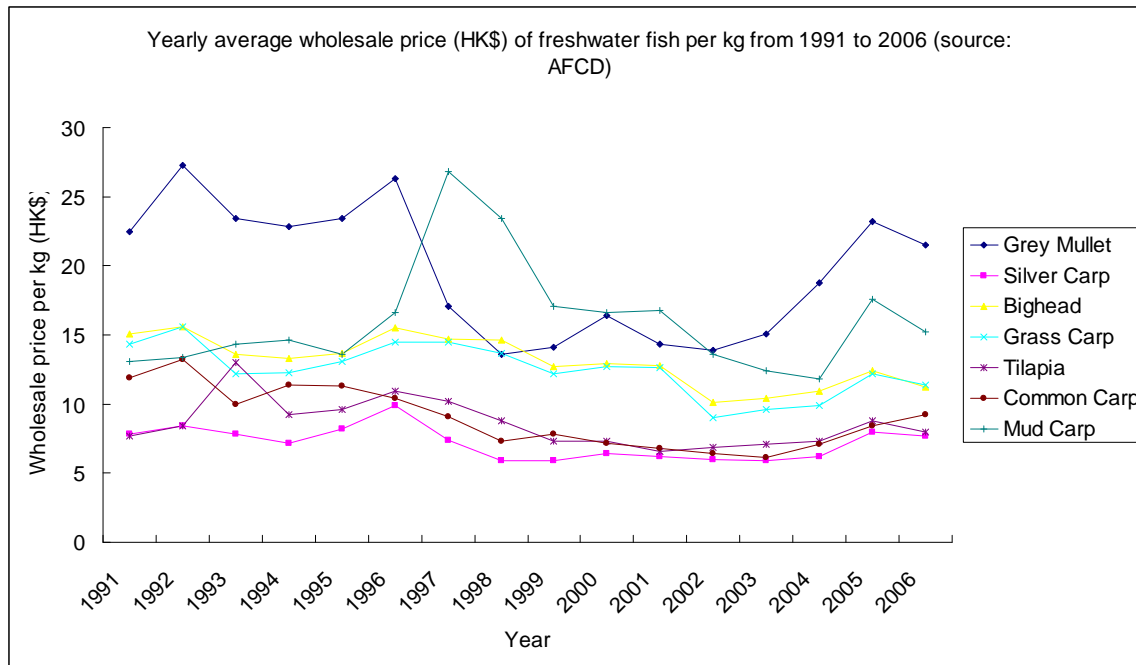 Yearly average wholesale price (HK$) of freshwater fish per kg from 1991 to 2006 (source:
AFCD)
Wholesale price per kg (HK$)
30
25
20
15
10
5
0
1991
1992
1993
1994
1995
1996
1997
1998
1999
2000
2001
2002
2003
2004
2005
2006
Year
Grey Mullet
Silver Carp
Bighead
Grass Carp
Tilapia
Common Carp
Mud Carp